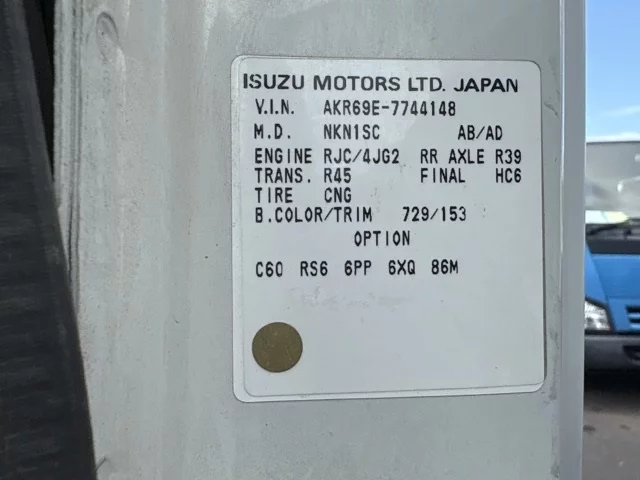 ISUZU MOTORS LTD. JAPAN
V.I.N. AKR69E-7744148
M.D. NKN1SC AB/AD
ENGINE RJC/4JG2 RR AXLE R39
TRANS. R45 FINAL HC6
TIRE CNG
B.COLOR/TRIM 729/153
OPTION
C60 RS6 6PP 6XQ 86M